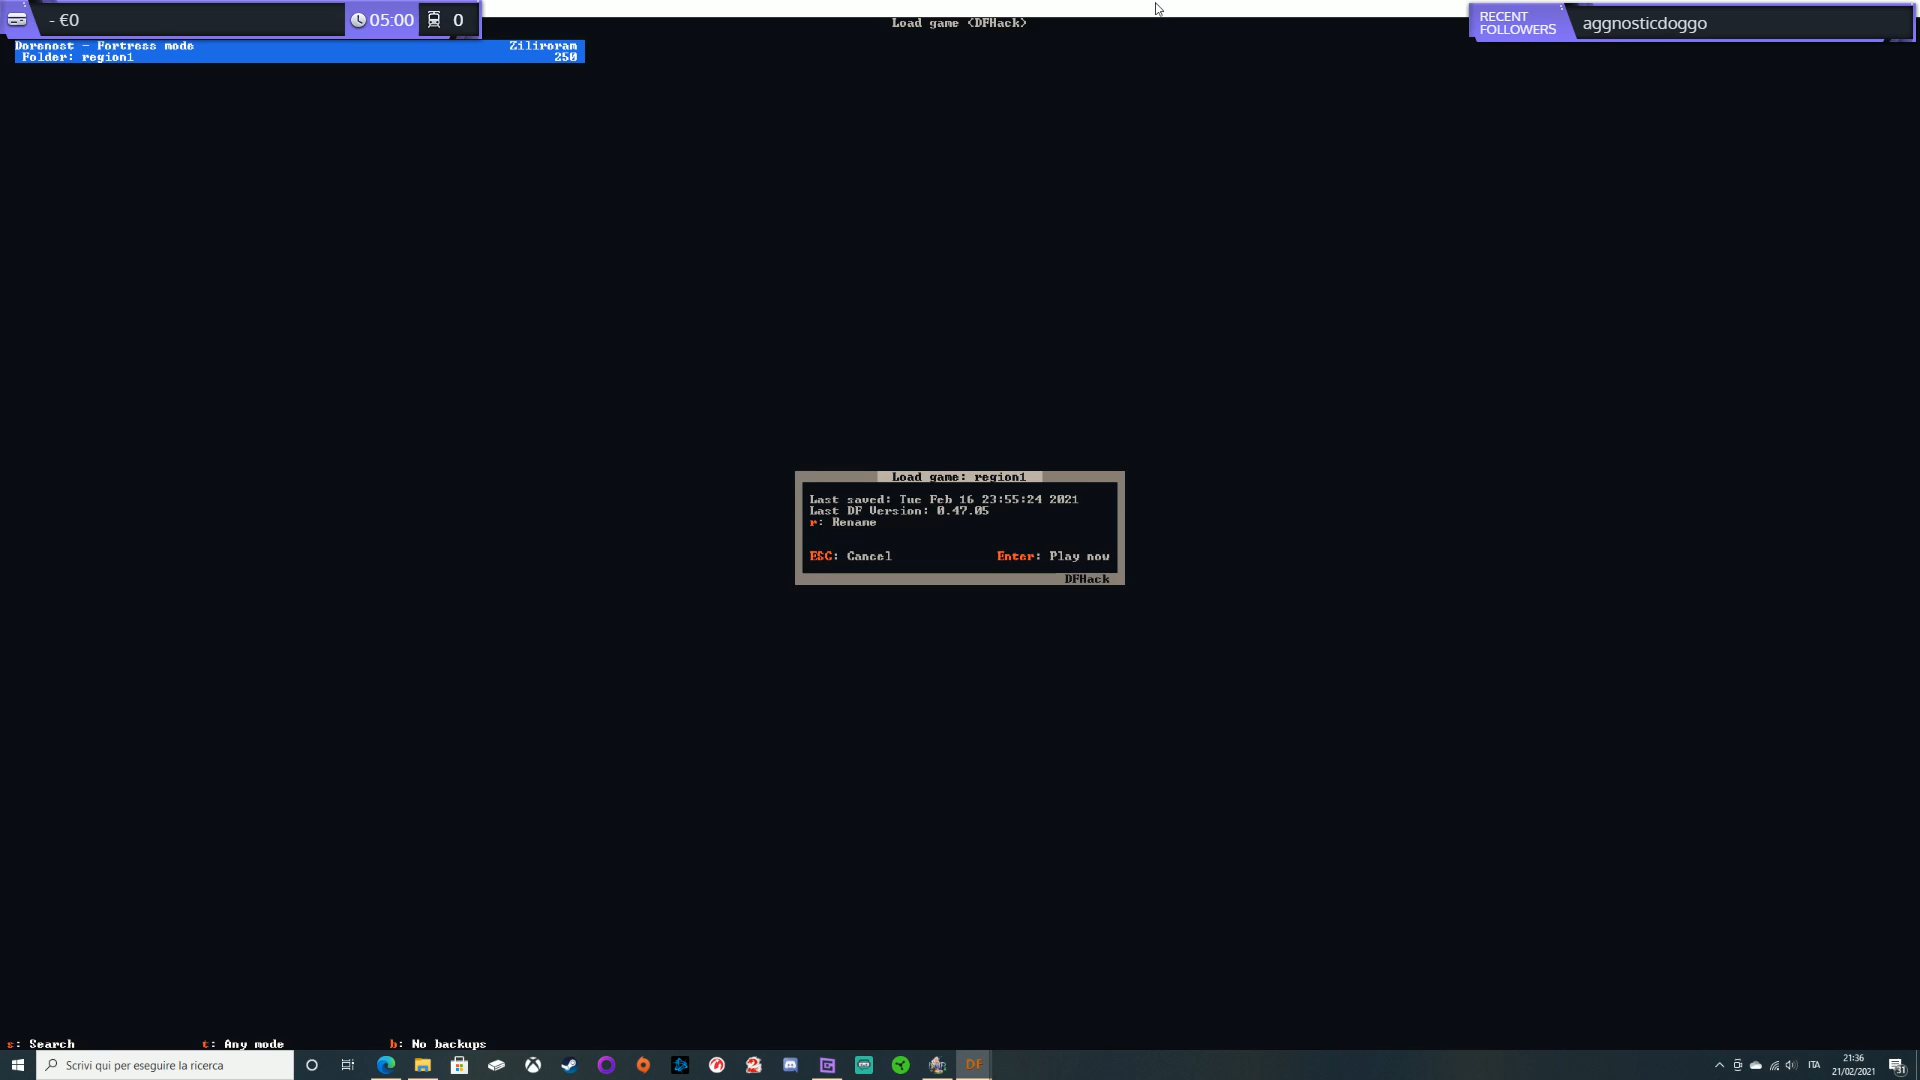 - €0
05:00
0
Load game (DFHack)
RECENT FOLLOWERS
aggnosticdoggo
Dorenost - Fortress mode Ziliroram
Folder: region1 250
Load game: region1
Last saved: Tue Feb 16 23:55:24 2021
Last DF Version: 0.47.05
r: Rename
ESC: Cancel Enter: Play now
DFHack
s: Search t: Any mode b: No backups
Scrivi qui per eseguire la ricerca
DF
ITA
21:36
21/02/2021
31